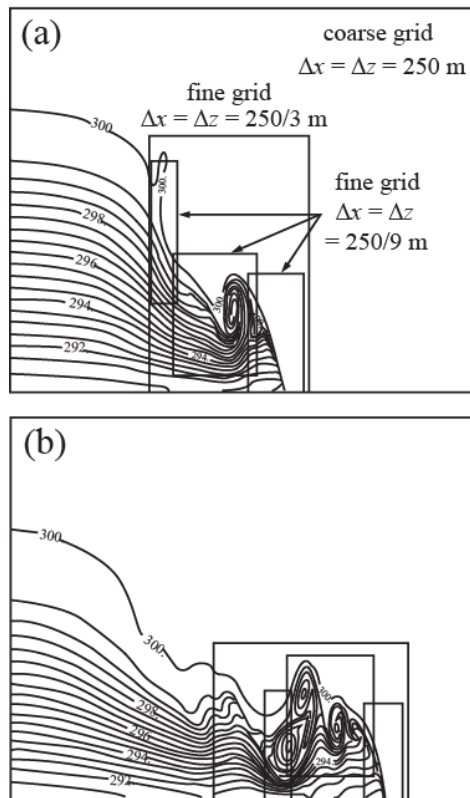 (a)
coarse grid
Δx = Δz = 250 m
fine grid
Δx = Δz = 250/3 m
300.
300.
fine grid
Δx = Δz
= 250/9 m
298.
296.
300
294.
292.
294.
(b)
300.
300.
300.
298.
296.
294.
294.
292.